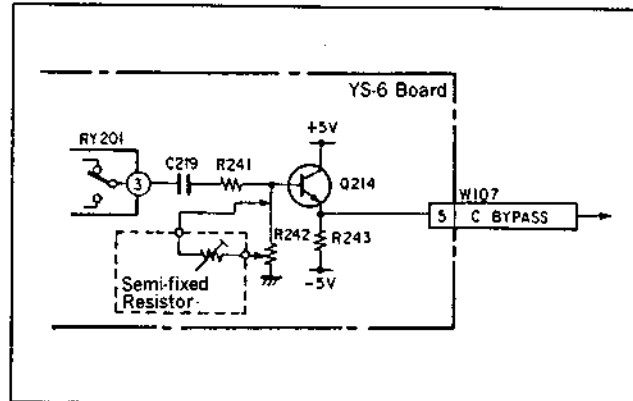 YS-6 Board
+5V
RY201
C219
R241
Q214
3
W107
5 C BYPASS
R242
R243
-5V
Semi-fixed
Resistor